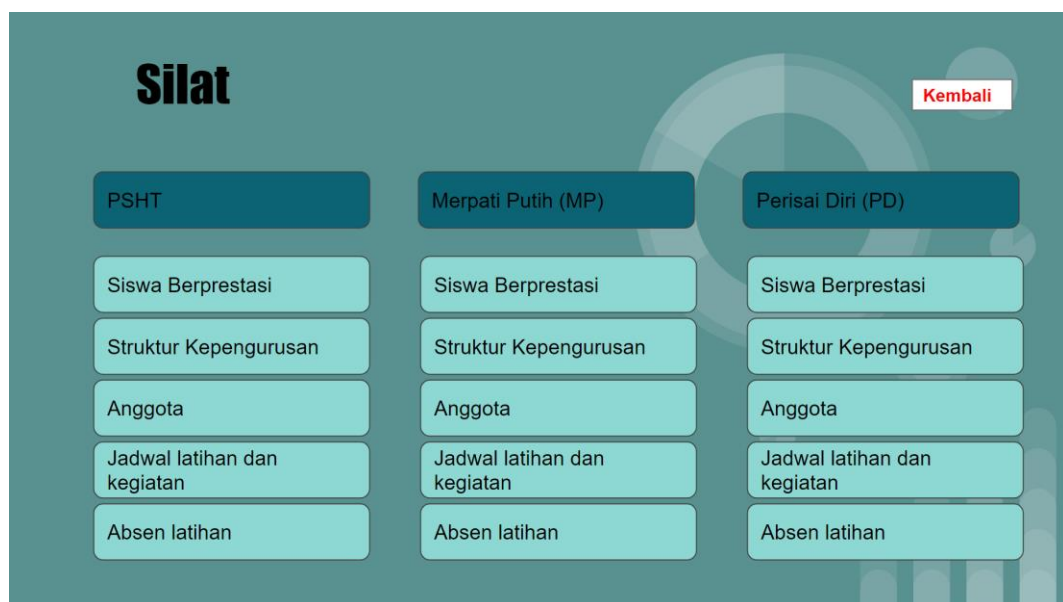 Silat
Kembali
PSHT
Merpati Putih (MP)
Perisai Diri (PD)
Siswa Berprestasi
Siswa Berprestasi
Siswa Berprestasi
Struktur Kepengurusan
Struktur Kepengurusan
Struktur Kepengurusan
Anggota
Anggota
Anggota
Jadwal latihan dan
kegiatan
Jadwal latihan dan
kegiatan
Jadwal latihan dan
kegiatan
Absen latihan
Absen latihan
Absen latihan